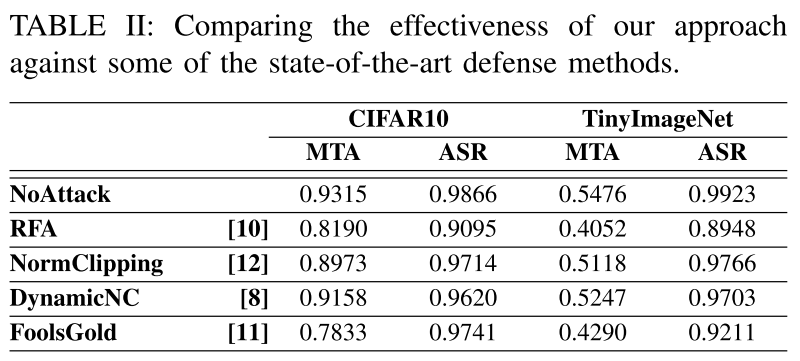 TABLE II: Comparing the effectiveness of our approach
against some of the state-of-the-art defense methods.
CIFAR10 TinyImageNet
MTA ASR MTA ASR
NoAttack 0.9315 0.9866 0.5476 0.9923
RFA [10] 0.8190 0.9095 0.4052 0.8948
NormClipping [12] 0.8973 0.9714 0.5118 0.9766
DynamicNC [8] 0.9158 0.9620 0.5247 0.9703
FoolsGold [11] 0.7833 0.9741 0.4290 0.9211